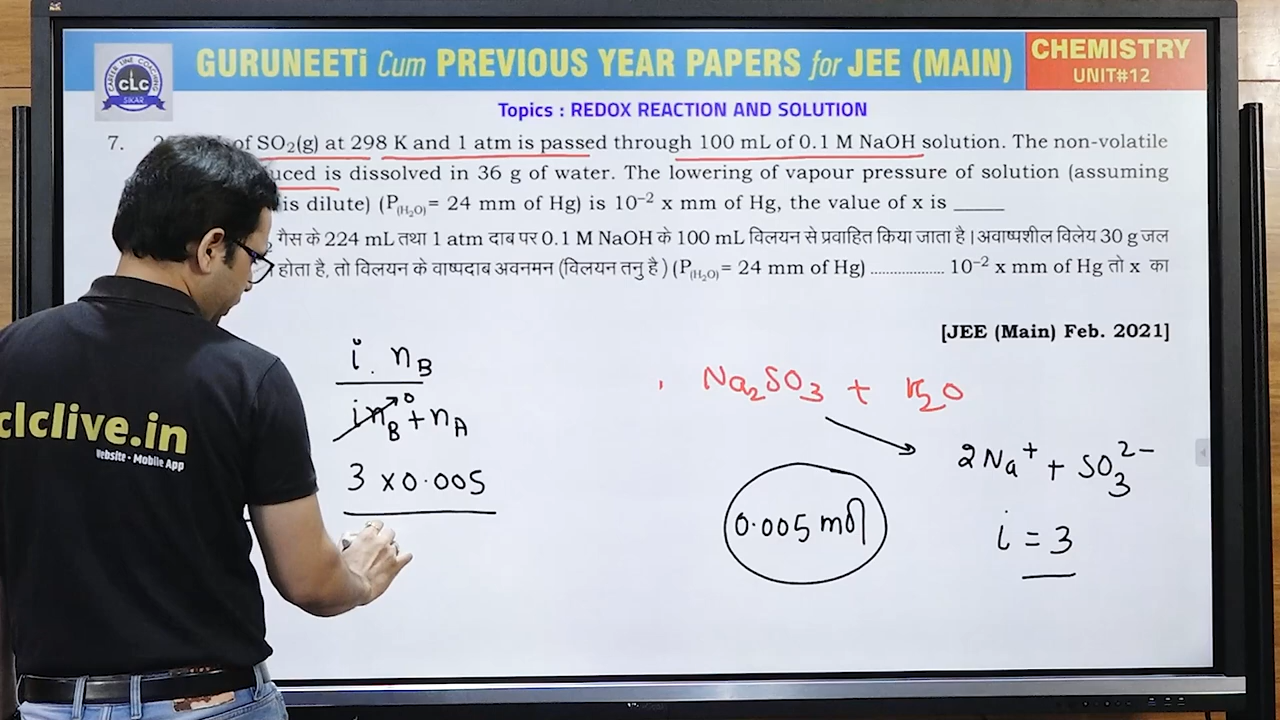 GURUNEETi Cum PREVIOUS YEAR PAPERS for JEE (MAIN)
CHEMISTRY
UNIT#12
CLC
SIKAR
Topics : REDOX REACTION AND SOLUTION
7. of SO₂(g) at 298 K and 1 atm is passed through 100 mL of 0.1 M NaOH solution. The non-volatile
uced is dissolved in 36 g of water. The lowering of vapour pressure of solution (assuming
is dilute) (P(H₂O)= 24 mm of Hg) is 10⁻² x mm of Hg, the value of x is _____
गैस के 224 mL तथा 1 atm दाब पर 0.1 M NaOH के 100 mL विलयन से प्रवाहित किया जाता है। अवाष्पशील विलेय 30 g जल
होता है, तो विलयन के वाष्पदाब अवनमन (विलयन तनु है) (P(H₂O)= 24 mm of Hg) ................... 10⁻² x mm of Hg तो x का
[JEE (Main) Feb. 2021]
i. nB
inB⁰ + nA
3 x 0.005
Na₂SO₃ + H₂O
2Na⁺ + SO₃²⁻
0.005 mol
i = 3
clclive.in
Website • Mobile App